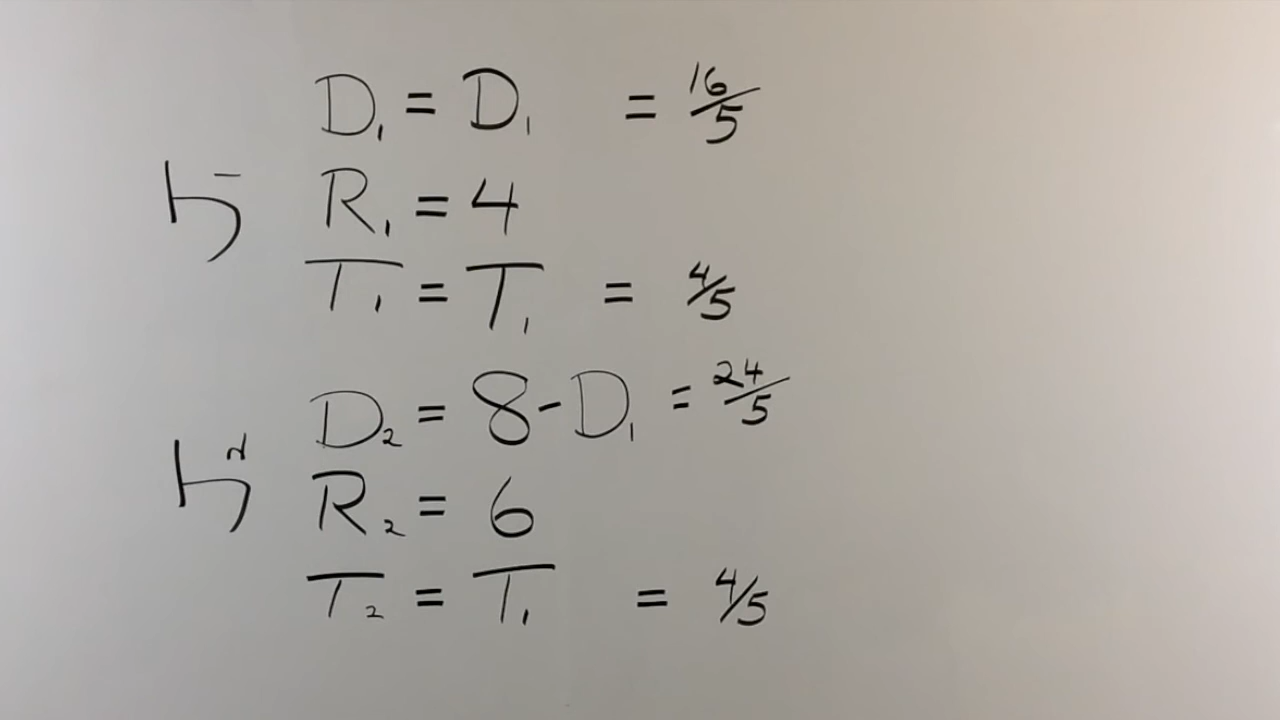 D₁ = D₁ = 16/5
R₁ = 4
T₁ = T₁ = 4/5
D₂ = 8 - D₁ = 24/5
R₂ = 6
T₂ = T₁ = 4/5